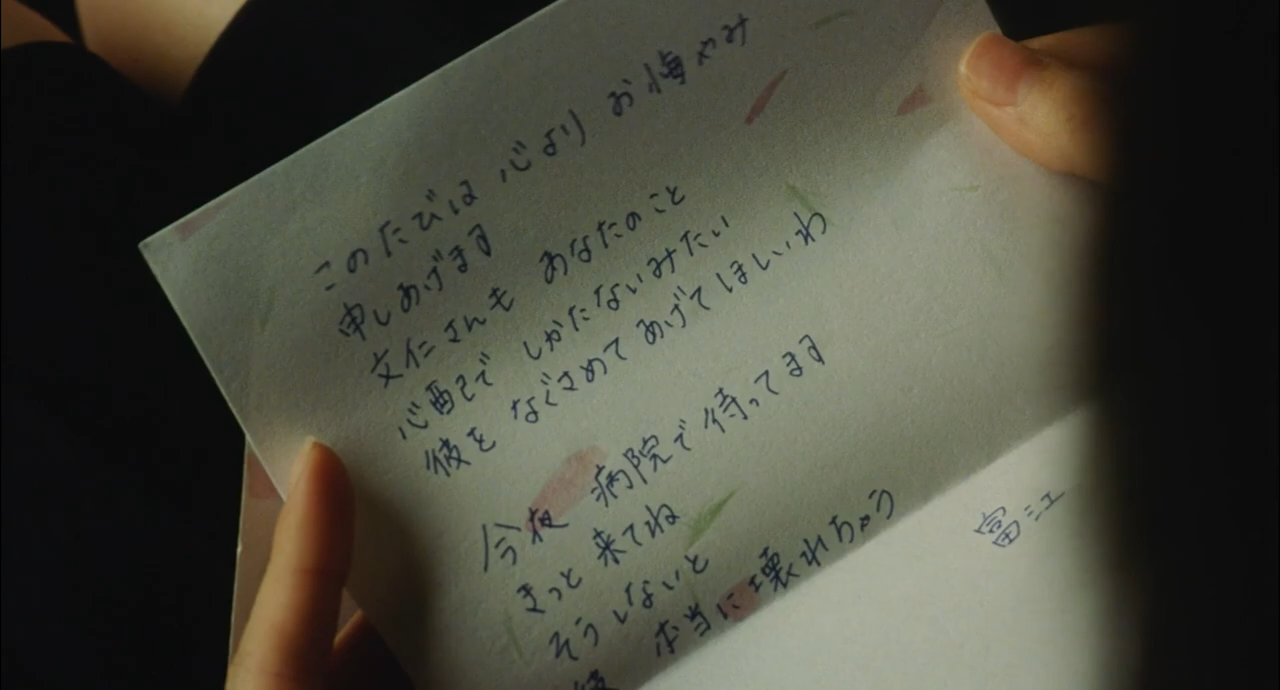 このたびは 心より お悔やみ
申しあげます
文仁さんも あなたのこと
心配で しかたないみたい
彼を なぐさめて あげて ほしいわ
今夜 病院で 待ってます
きっと 来てね
そうしないと
彼 本当に壊れちゃう
富江